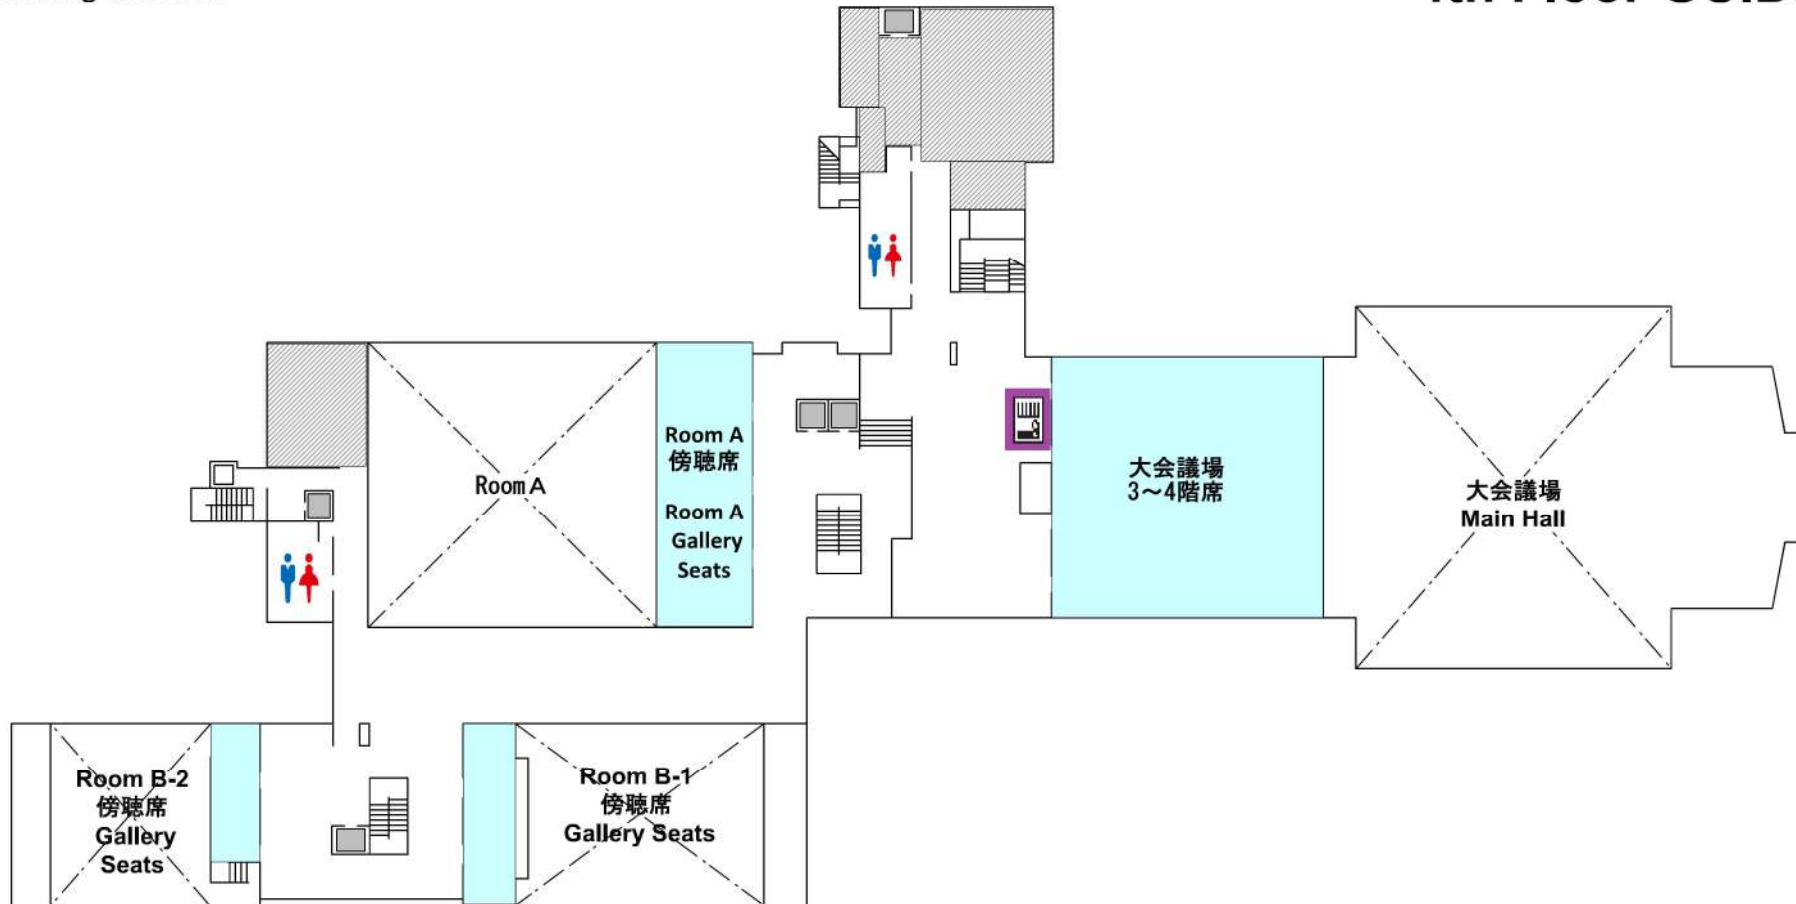 Room A
Room A
傍聴席
Room A
Gallery
Seats
大会議場
3～4階席
大会議場
Main Hall
Room B-2
傍聴席
Gallery
Seats
Room B-1
傍聴席
Gallery Seats